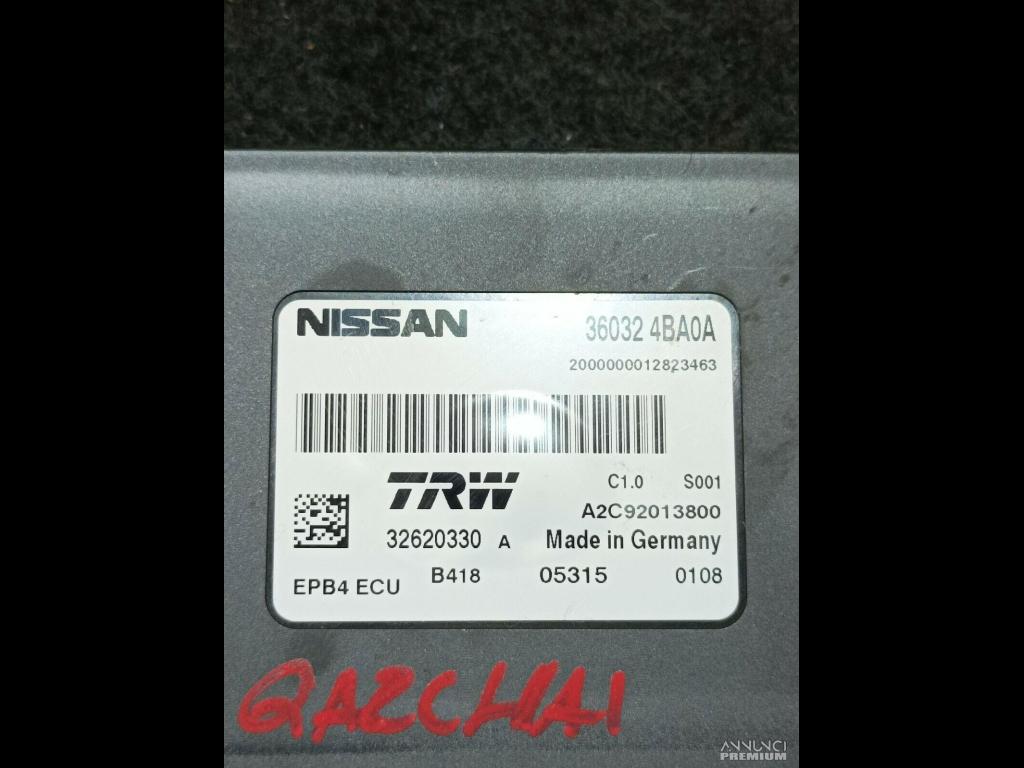 NISSAN 36032 4BA0A
2000000012823463
TRW C1.0 S001
A2C92013800
32620330 A Made in Germany
EPB4 ECU B418 05315 0108
QAZCHIAI
ANNUNCI
PREMIUM